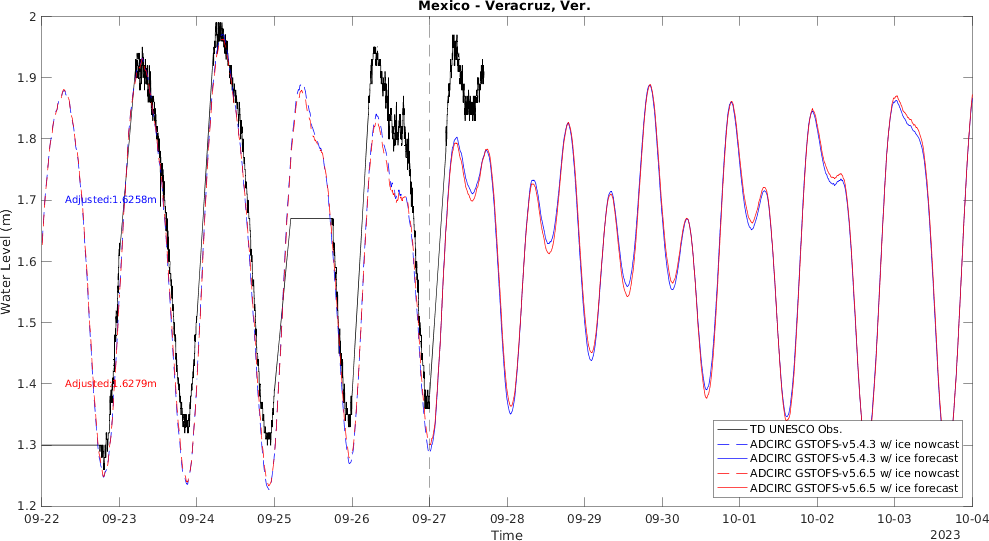 Mexico - Veracruz, Ver.
2
1.9
1.8
1.7
1.6
1.5
1.4
1.3
1.2
Water Level (m)
Adjusted:1.6258m
Adjusted:1.6279m
TD UNESCO Obs.
ADCIRC GSTOFS-v5.4.3 w/ ice nowcast
ADCIRC GSTOFS-v5.4.3 w/ ice forecast
ADCIRC GSTOFS-v5.6.5 w/ ice nowcast
ADCIRC GSTOFS-v5.6.5 w/ ice forecast
09-22 09-23 09-24 09-25 09-26 09-27 09-28 09-29 09-30 10-01 10-02 10-03 10-04
Time
2023